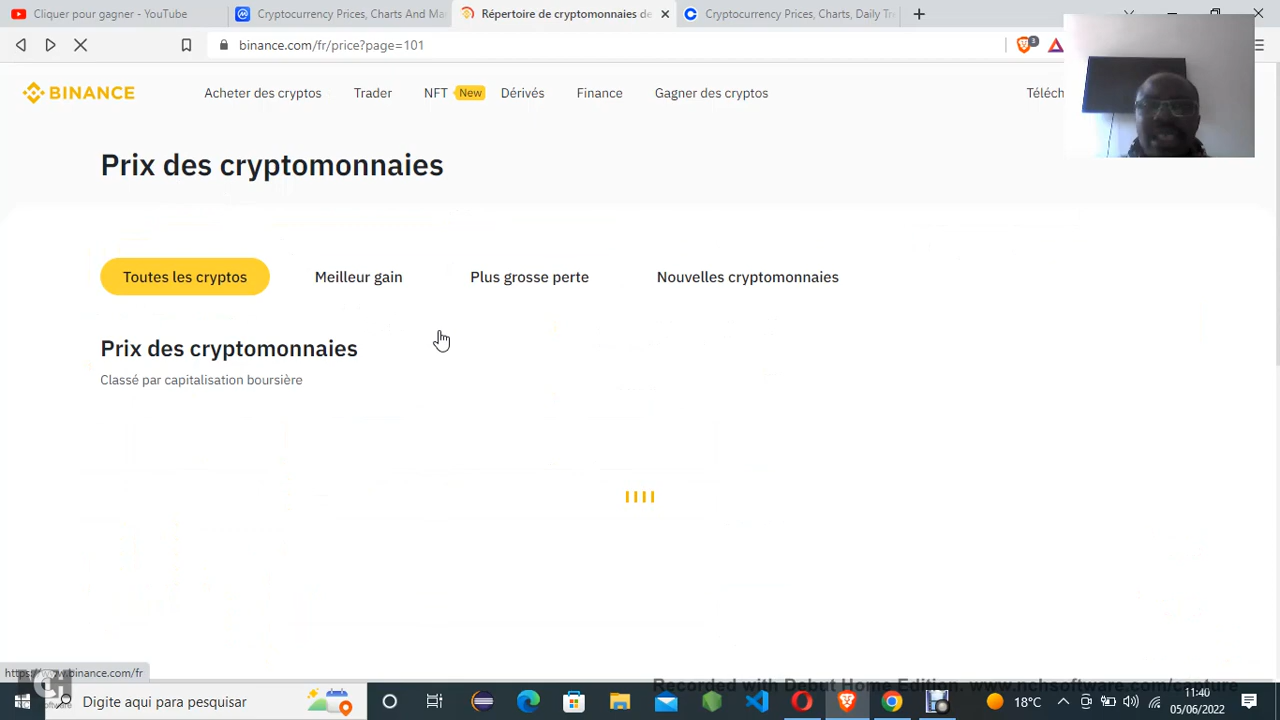 Cliquer pour gagner - YouTube
Cryptocurrency Prices, Charts And Ma
Répertoire de cryptomonnaies de
Cryptocurrency Prices, Charts, Daily Tr
binance.com/fr/price?page=101
3
BINANCE
Acheter des cryptos
Trader
NFT
New
Dérivés
Finance
Gagner des cryptos
Téléch
Prix des cryptomonnaies
Toutes les cryptos
Meilleur gain
Plus grosse perte
Nouvelles cryptomonnaies
Prix des cryptomonnaies
Classé par capitalisation boursière
Recorded with Debut Home Edition. www.nchsoftware.com/capture
Digite aqui para pesquisar
18°C
11:40
05/06/2022